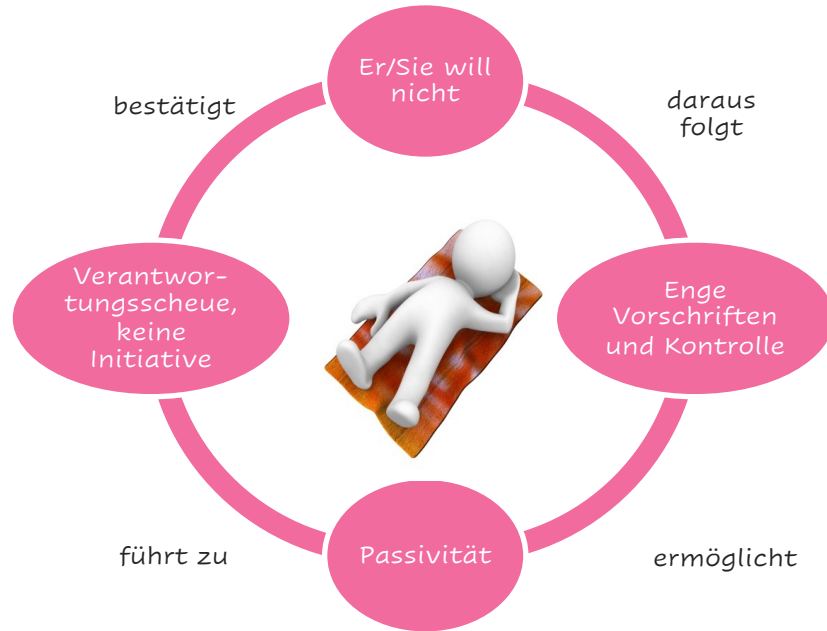 Er/Sie will
nicht
daraus
folgt
Enge
Vorschriften
und Kontrolle
ermöglicht
Passivität
führt zu
Verantwor-
tungsscheue,
keine
Initiative
bestätigt